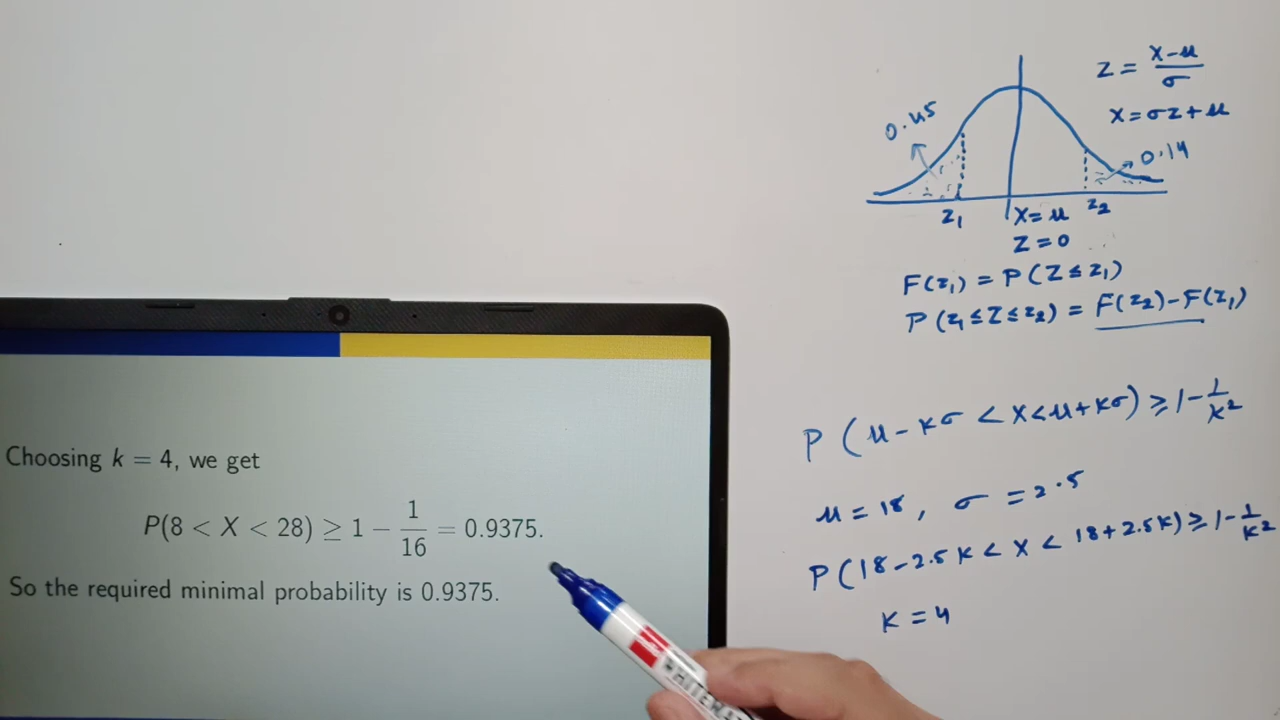 Choosing k = 4, we get
P(8 < X < 28) ≥ 1 − 1/16 = 0.9375.
So the required minimal probability is 0.9375.
Z = (X−μ)/σ
X = σZ + μ
0.45
0.14
Z₁ X = μ Z₂
Z = 0
F(z₁) = P(Z ≤ z₁)
P(z₁ ≤ Z ≤ z₂) = F(z₂) − F(z₁)
P(μ − kσ < X < μ + kσ) ≥ 1 − 1/k²
μ = 18, σ = 2.5
P(18 − 2.5k < X < 18 + 2.5k) ≥ 1 − 1/k²
k = 4